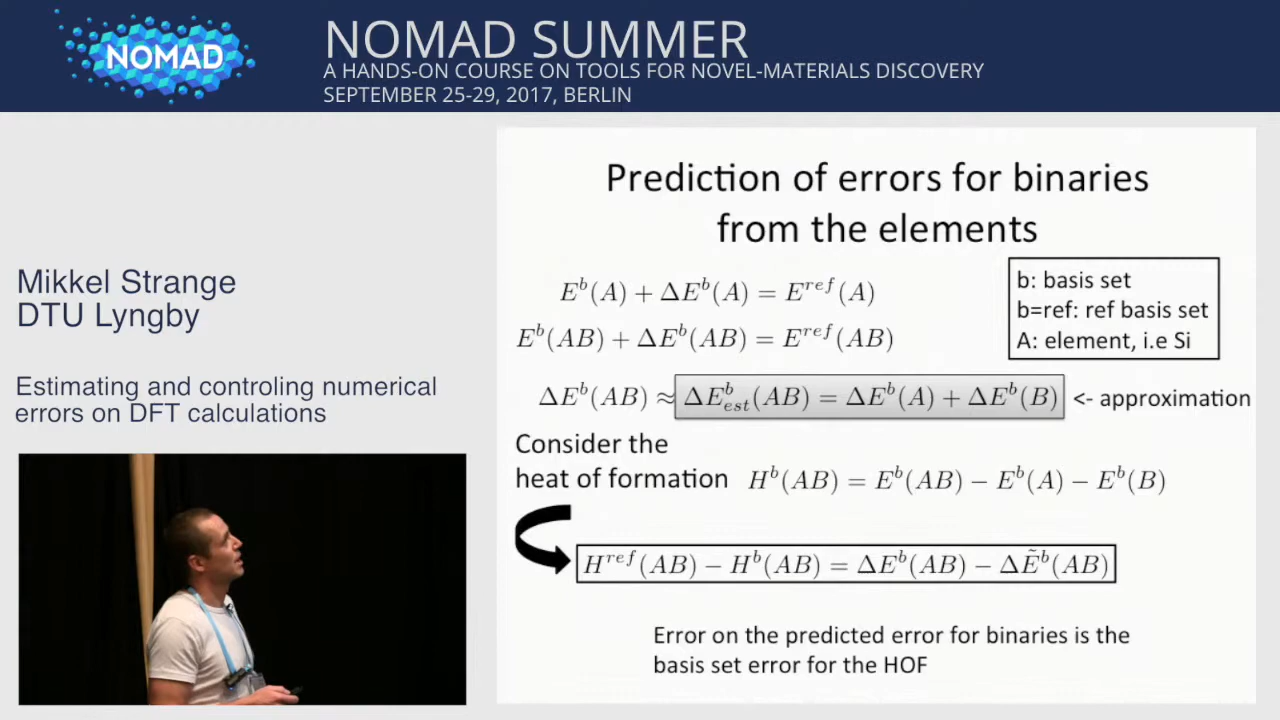 NOMAD
NOMAD SUMMER
A HANDS-ON COURSE ON TOOLS FOR NOVEL-MATERIALS DISCOVERY
SEPTEMBER 25-29, 2017, BERLIN
Mikkel Strange
DTU Lyngby
Estimating and controling numerical
errors on DFT calculations
Prediction of errors for binaries
from the elements
E^b(A) + ΔE^b(A) = E^{ref}(A)
E^b(AB) + ΔE^b(AB) = E^{ref}(AB)
b: basis set
b=ref: ref basis set
A: element, i.e Si
ΔE^b(AB) ≈ ΔE^b_{est}(AB) = ΔE^b(A) + ΔE^b(B) <- approximation
Consider the
heat of formation H^b(AB) = E^b(AB) − E^b(A) − E^b(B)
H^{ref}(AB) − H^b(AB) = ΔE^b(AB) − ΔẼ^b(AB)
Error on the predicted error for binaries is the
basis set error for the HOF